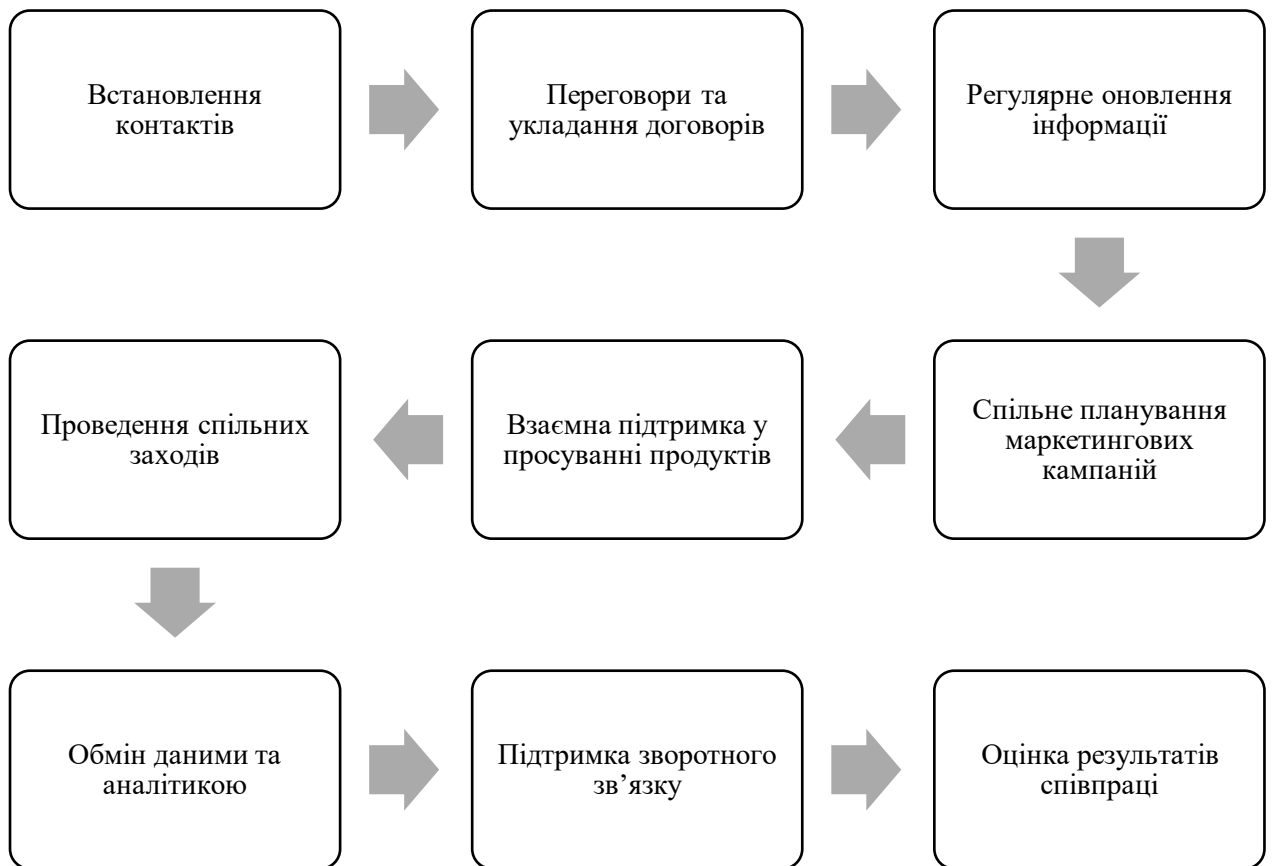 Встановлення
контактів
Переговори та
укладання договорів
Регулярне оновлення
інформації
Спільне планування
маркетингових
кампаній
Взаємна підтримка у
просуванні продуктів
Проведення спільних
заходів
Обмін даними та
аналітикою
Підтримка зворотного
зв’язку
Оцінка результатів
співпраці